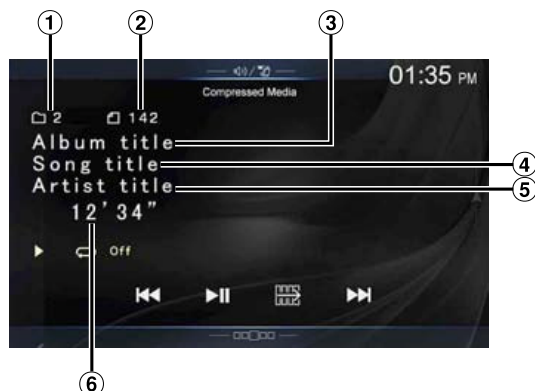 1 2 3
01:35 PM
Compressed Media
2 142
Album title
Song title 4
Artist title 5
12'34"
Off
6